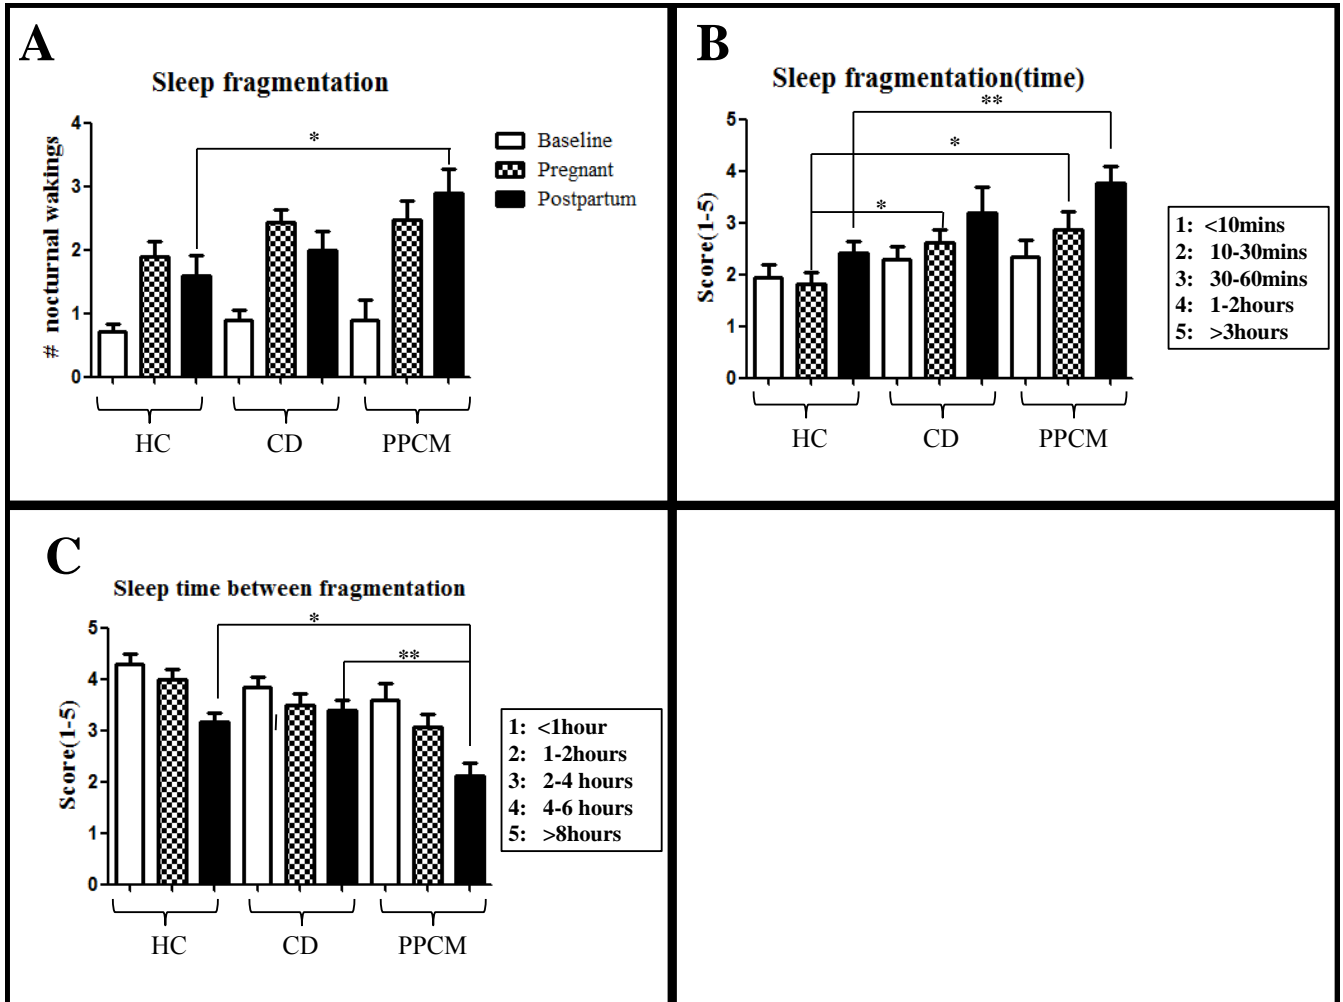 A
Sleep fragmentation
# nocturnal wakings
4
3
2
1
0
*
Baseline
Pregnant
Postpartum
HC CD PPCM
B
Sleep fragmentation(time)
Score(1-5)
5
4
3
2
1
0
**
*
*
1: <10mins
2: 10-30mins
3: 30-60mins
4: 1-2hours
5: >3hours
HC CD PPCM
C
Sleep time between fragmentation
Score(1-5)
5
4
3
2
1
0
*
**
1: <1hour
2: 1-2hours
3: 2-4 hours
4: 4-6 hours
5: >8hours
HC CD PPCM